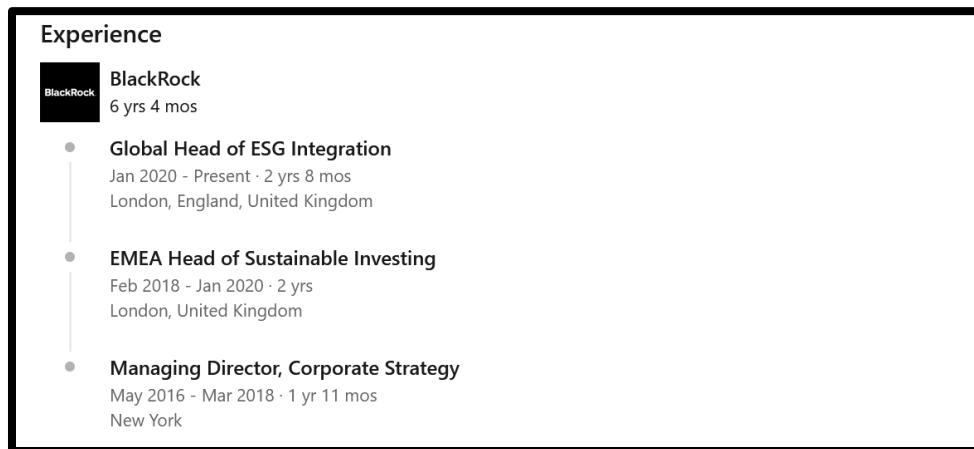 Experience
BlackRock
BlackRock
6 yrs 4 mos
Global Head of ESG Integration
Jan 2020 - Present · 2 yrs 8 mos
London, England, United Kingdom
EMEA Head of Sustainable Investing
Feb 2018 - Jan 2020 · 2 yrs
London, United Kingdom
Managing Director, Corporate Strategy
May 2016 - Mar 2018 · 1 yr 11 mos
New York